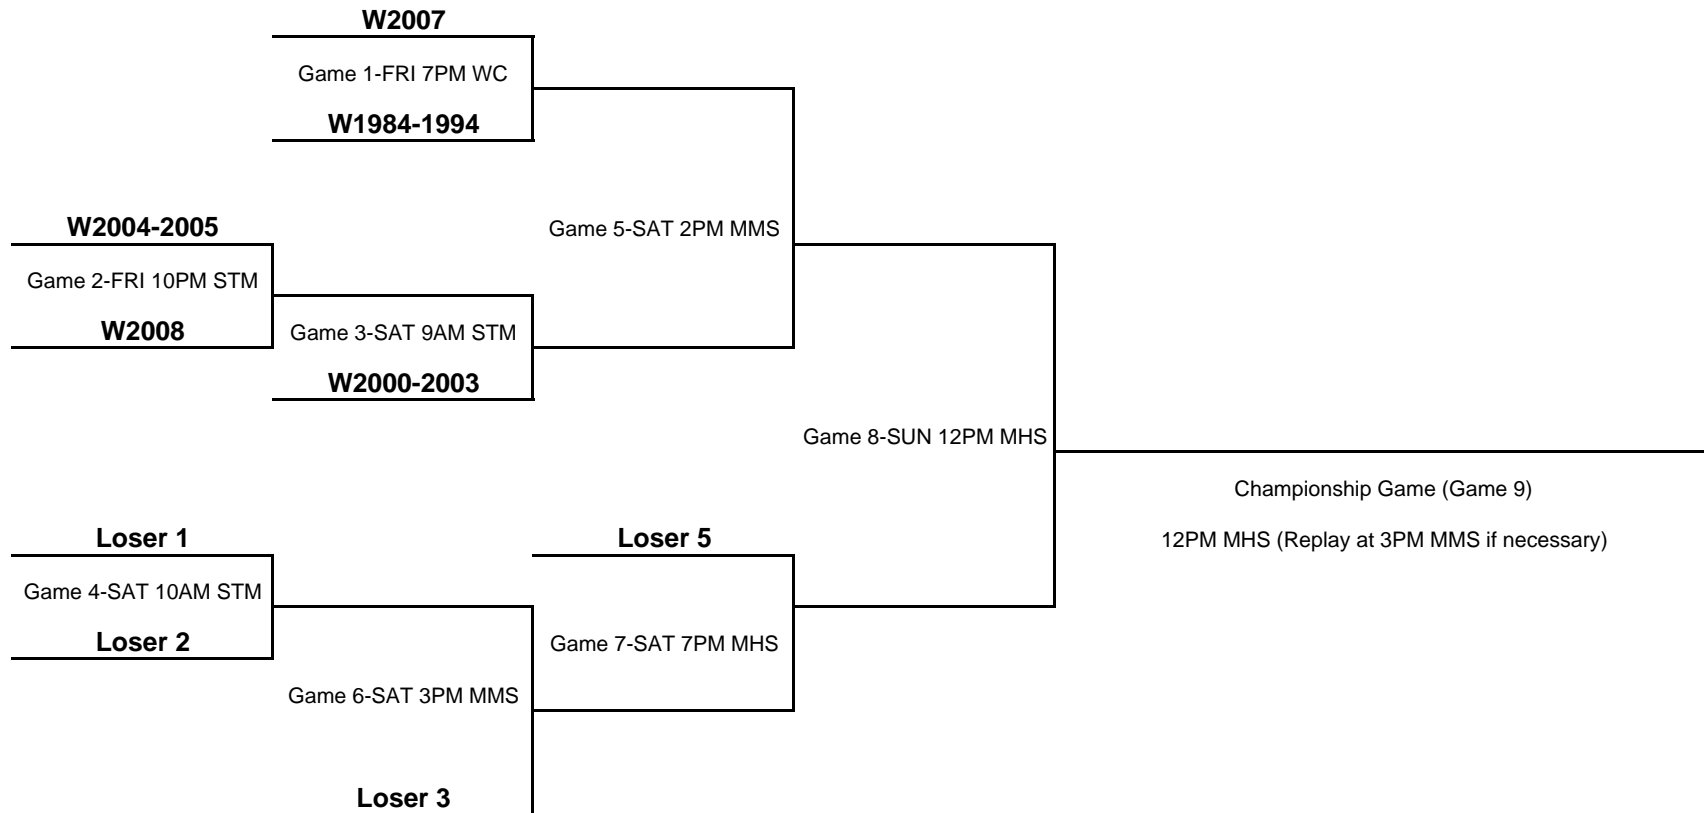 W2007
Game 1-FRI 7PM WC
W1984-1994
W2004-2005
Game 5-SAT 2PM MMS
Game 2-FRI 10PM STM
W2008
Game 3-SAT 9AM STM
W2000-2003
Game 8-SUN 12PM MHS
Championship Game (Game 9)
Loser 1
Loser 5
12PM MHS (Replay at 3PM MMS if necessary)
Game 4-SAT 10AM STM
Loser 2
Game 7-SAT 7PM MHS
Game 6-SAT 3PM MMS
Loser 3